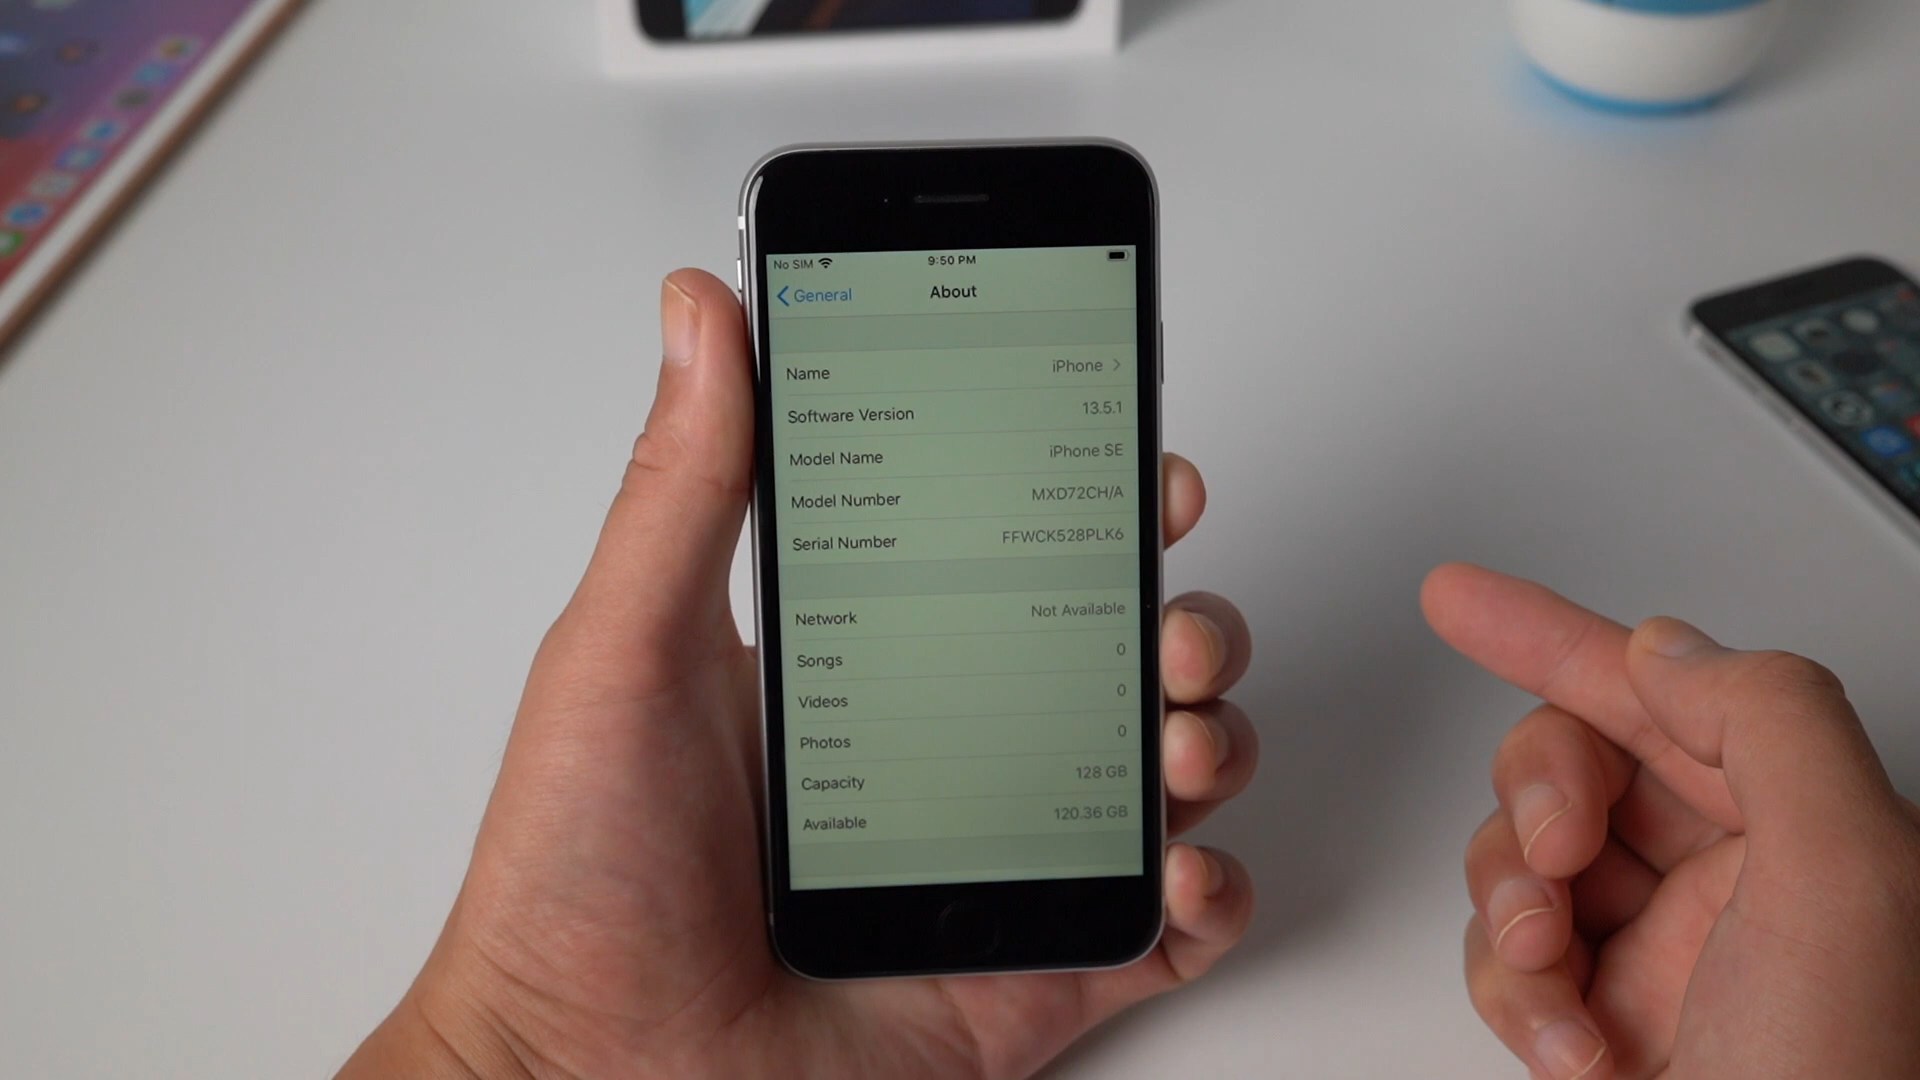 No SIM 9:50 PM
General About
Name iPhone
Software Version 13.5.1
Model Name iPhone SE
Model Number MXD72CH/A
Serial Number FFWCK528PLK6
Network Not Available
Songs 0
Videos 0
Photos 0
Capacity 128 GB
Available 120.36 GB